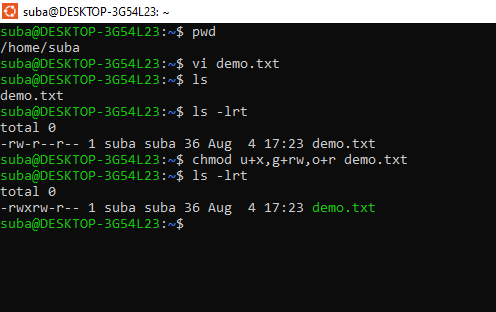 suba@DESKTOP-3G54L23: ~
suba@DESKTOP-3G54L23:~$ pwd
/home/suba
suba@DESKTOP-3G54L23:~$ vi demo.txt
suba@DESKTOP-3G54L23:~$ ls
demo.txt
suba@DESKTOP-3G54L23:~$ ls -lrt
total 0
-rw-r--r-- 1 suba suba 36 Aug  4 17:23 demo.txt
suba@DESKTOP-3G54L23:~$ chmod u+x,g+rw,o+r demo.txt
suba@DESKTOP-3G54L23:~$ ls -lrt
total 0
-rwxrw-r-- 1 suba suba 36 Aug  4 17:23 demo.txt
suba@DESKTOP-3G54L23:~$